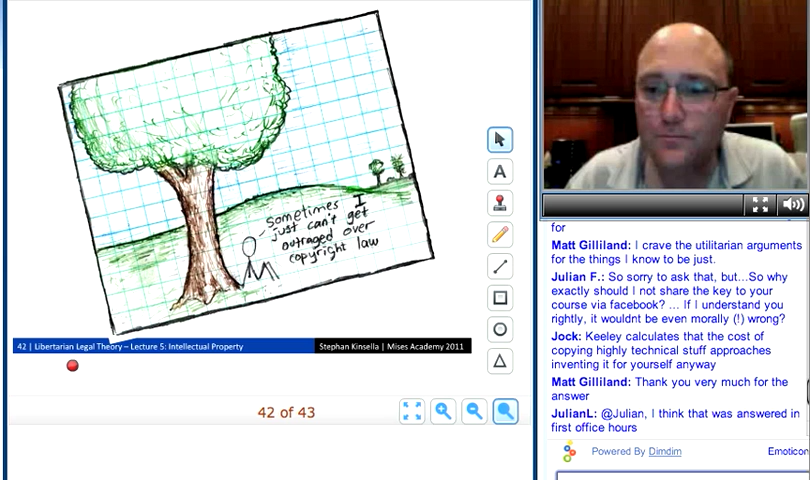 Sometimes I
just can't get
outraged over
copyright law
42 | Libertarian Legal Theory – Lecture 5: Intellectual Property
Stephan Kinsella | Mises Academy 2011
A
42 of 43
for
Matt Gilliland: I crave the utilitarian arguments
for the things I know to be just.
Julian F.: So sorry to ask that, but...So why
exactly should I not share the key to your
course via facebook? ... If I understand you
rightly, it wouldnt be even morally (!) wrong?
Jock: Keeley calculates that the cost of
copying highly technical stuff approaches
inventing it for yourself anyway
Matt Gilliland: Thank you very much for the
answer
JulianL: @Julian, I think that was answered in
first office hours
Powered By Dimdim
Emoticon